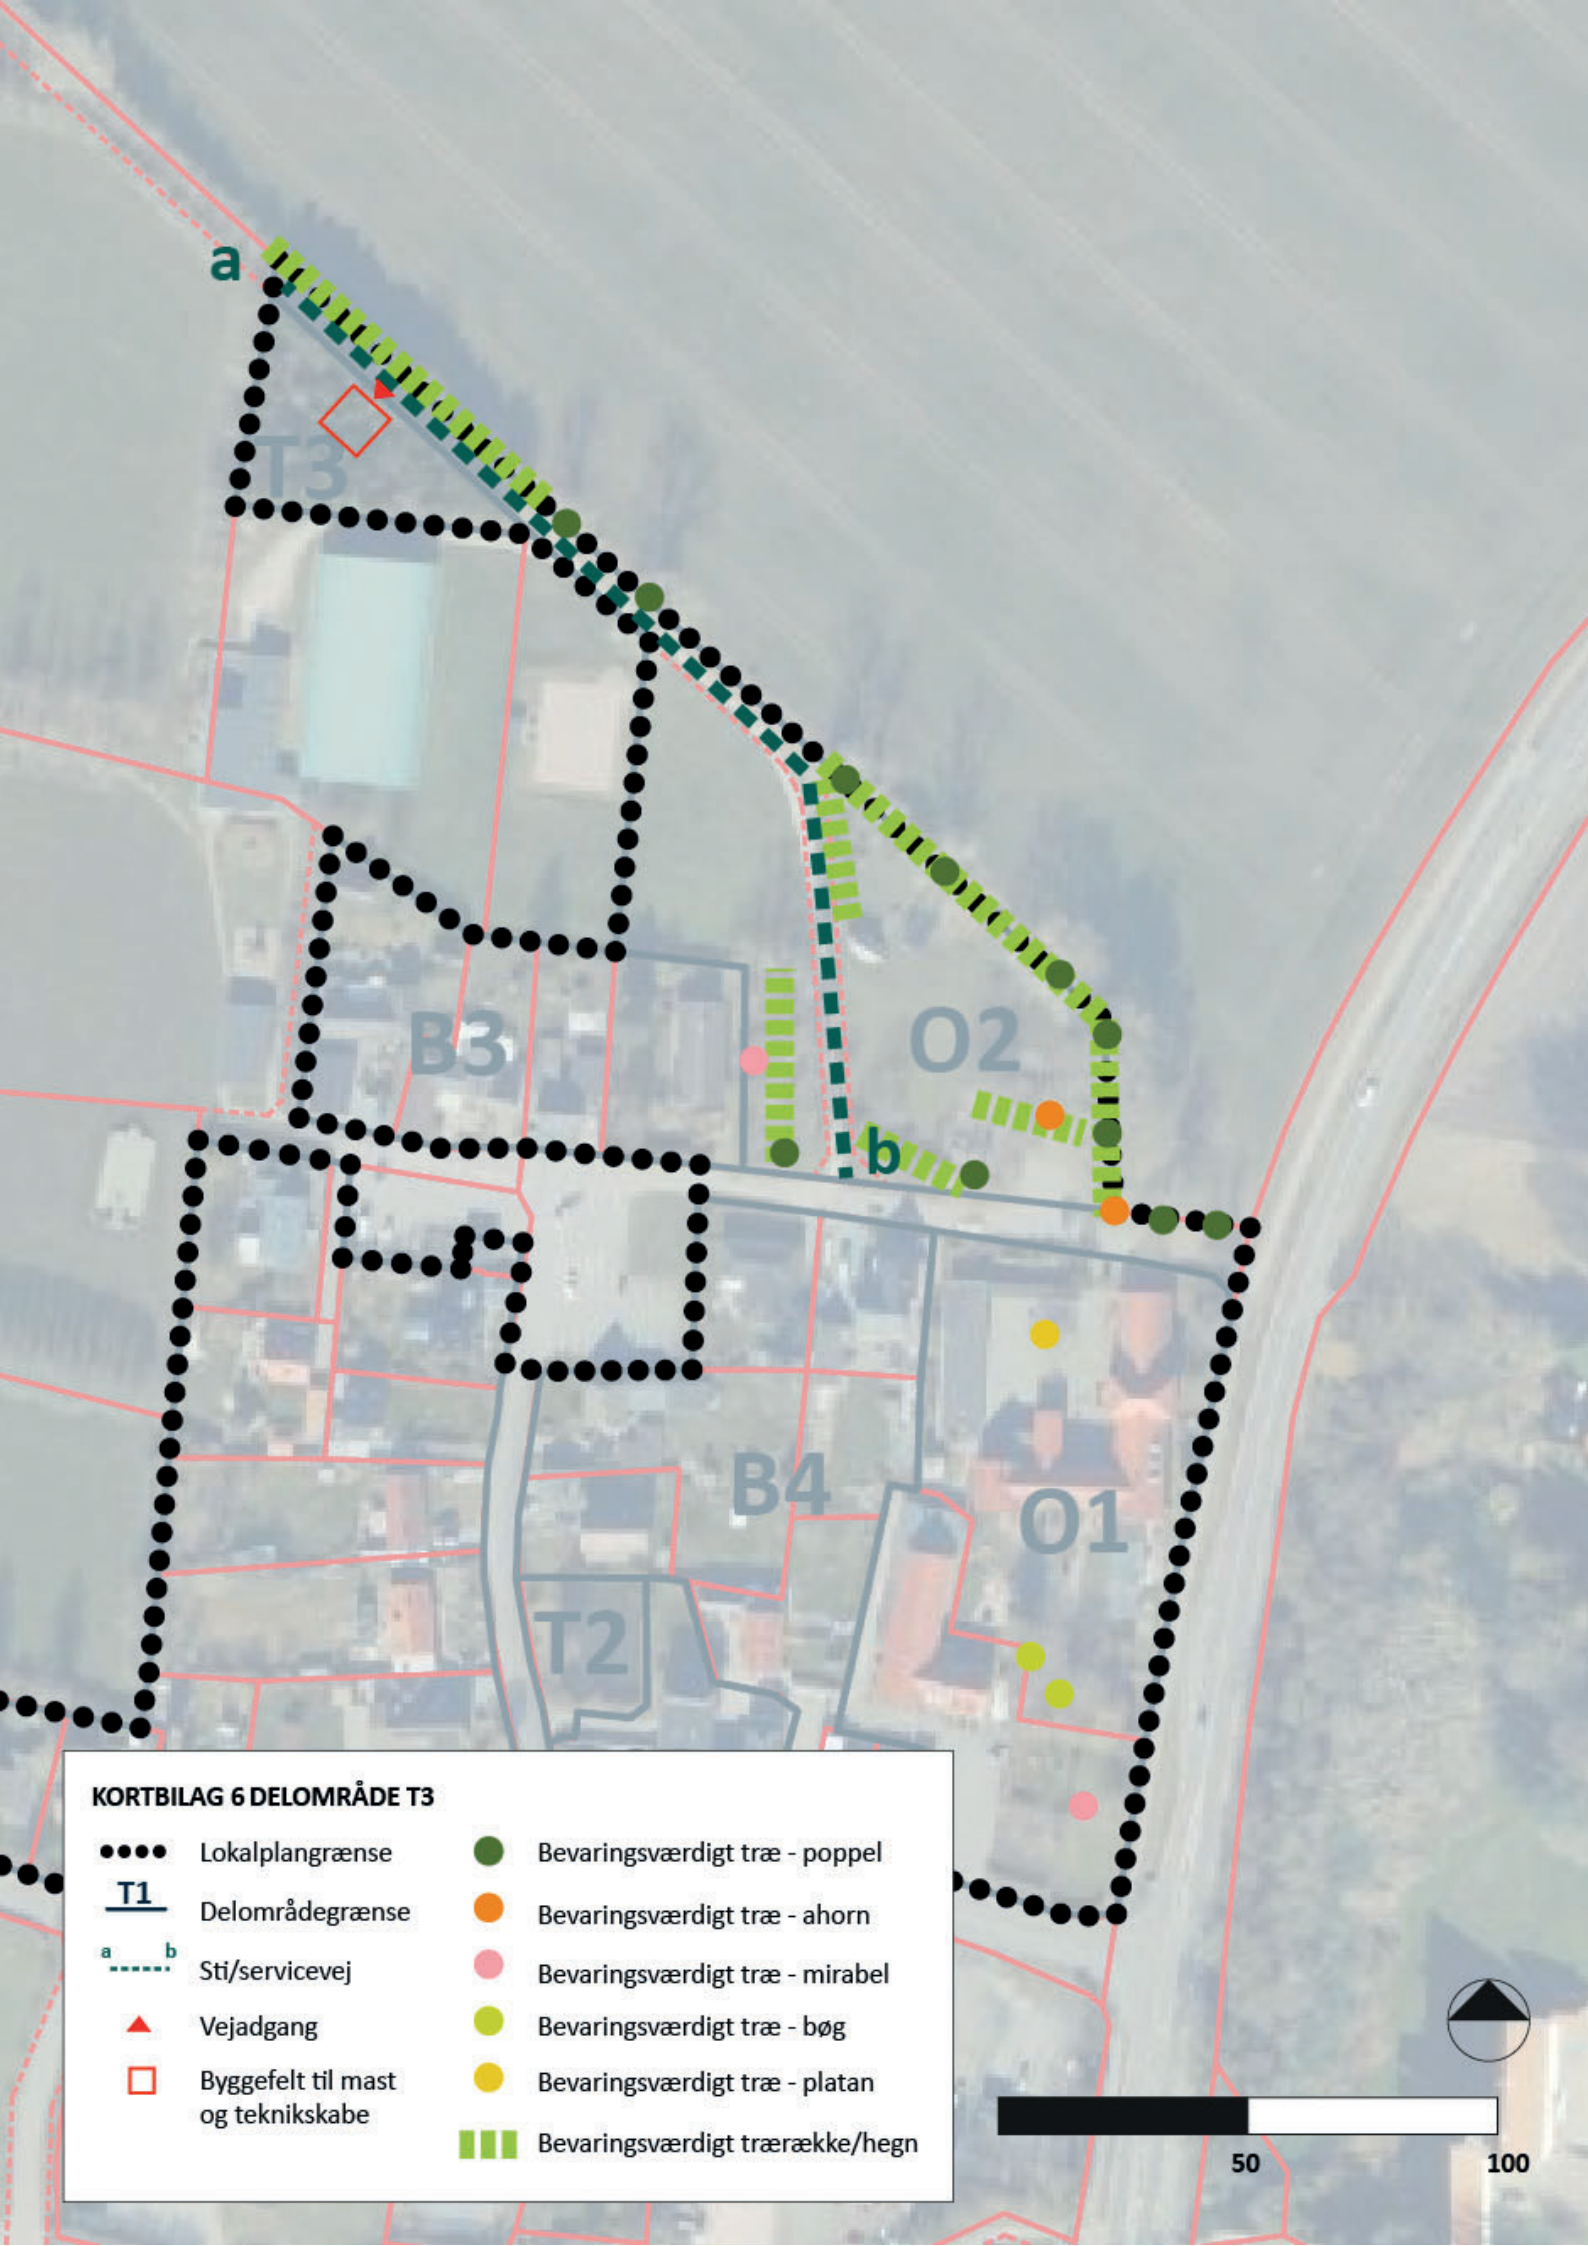 a
T3
B3
O2
b
B4
O1
T2
KORTBILAG 6 DELOMRÅDE T3
Lokalplangrænse
T1
Delområdegrænse
a b
Sti/servicevej
Vejadgang
Byggefelt til mast
og teknikskabe
Bevaringsværdigt træ - poppel
Bevaringsværdigt træ - ahorn
Bevaringsværdigt træ - mirabel
Bevaringsværdigt træ - bøg
Bevaringsværdigt træ - platan
Bevaringsværdigt trærække/hegn
50 100